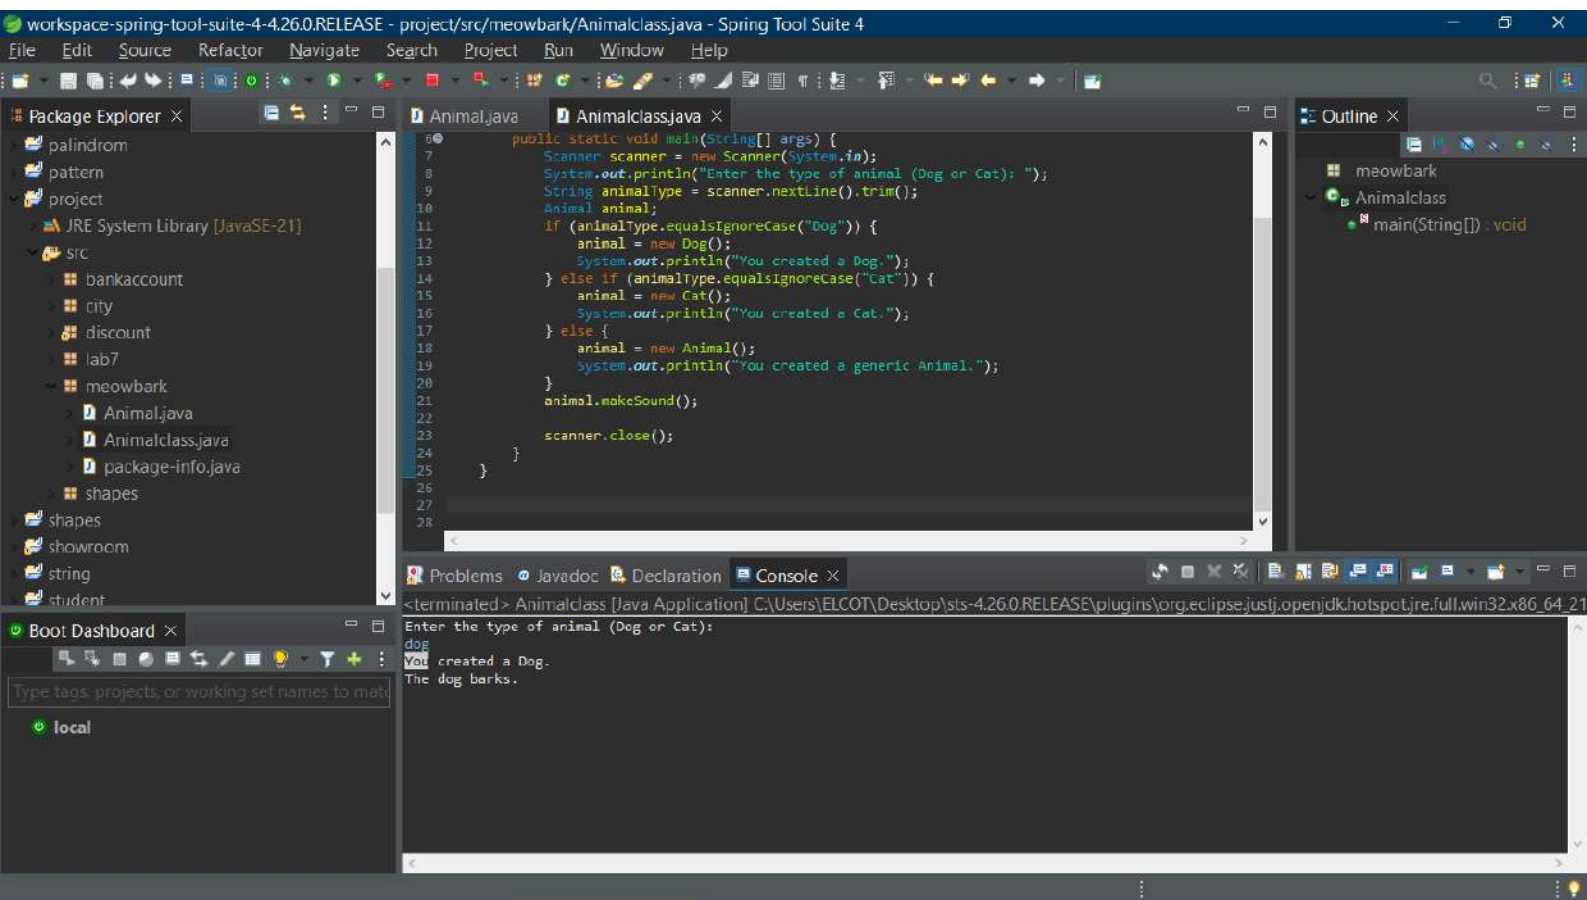 workspace-spring-tool-suite-4-4.26.0.RELEASE - project/src/meowbark/Animalclass.java - Spring Tool Suite 4
File Edit Source Refactor Navigate Search Project Run Window Help
Package Explorer
palindrom
pattern
project
JRE System Library [JavaSE-21]
src
bankaccount
city
discount
lab7
meowbark
Animal.java
Animalclass.java
package-info.java
shapes
shapes
showroom
string
student
Boot Dashboard
Type tags, projects, or working set names to matc
local
Animal.java Animalclass.java
6 public static void main(String[] args) {
7 Scanner scanner = new Scanner(System.in);
8 System.out.println("Enter the type of animal (Dog or Cat): ");
9 String animalType = scanner.nextLine().trim();
10 Animal animal;
11 if (animalType.equalsIgnoreCase("Dog")) {
12 animal = new Dog();
13 System.out.println("You created a Dog.");
14 } else if (animalType.equalsIgnoreCase("Cat")) {
15 animal = new Cat();
16 System.out.println("You created a Cat.");
17 } else {
18 animal = new Animal();
19 System.out.println("You created a generic Animal.");
20 }
21 animal.makeSound();
22
23 scanner.close();
24 }
25 }
26
27
28
Outline
meowbark
Animalclass
main(String[]) : void
Problems Javadoc Declaration Console
<terminated> Animalclass [Java Application] C:\Users\ELCOT\Desktop\sts-4.26.0.RELEASE\plugins\org.eclipse.justj.openjdk.hotspot.jre.full.win32.x86_64_21
Enter the type of animal (Dog or Cat):
dog
You created a Dog.
The dog barks.